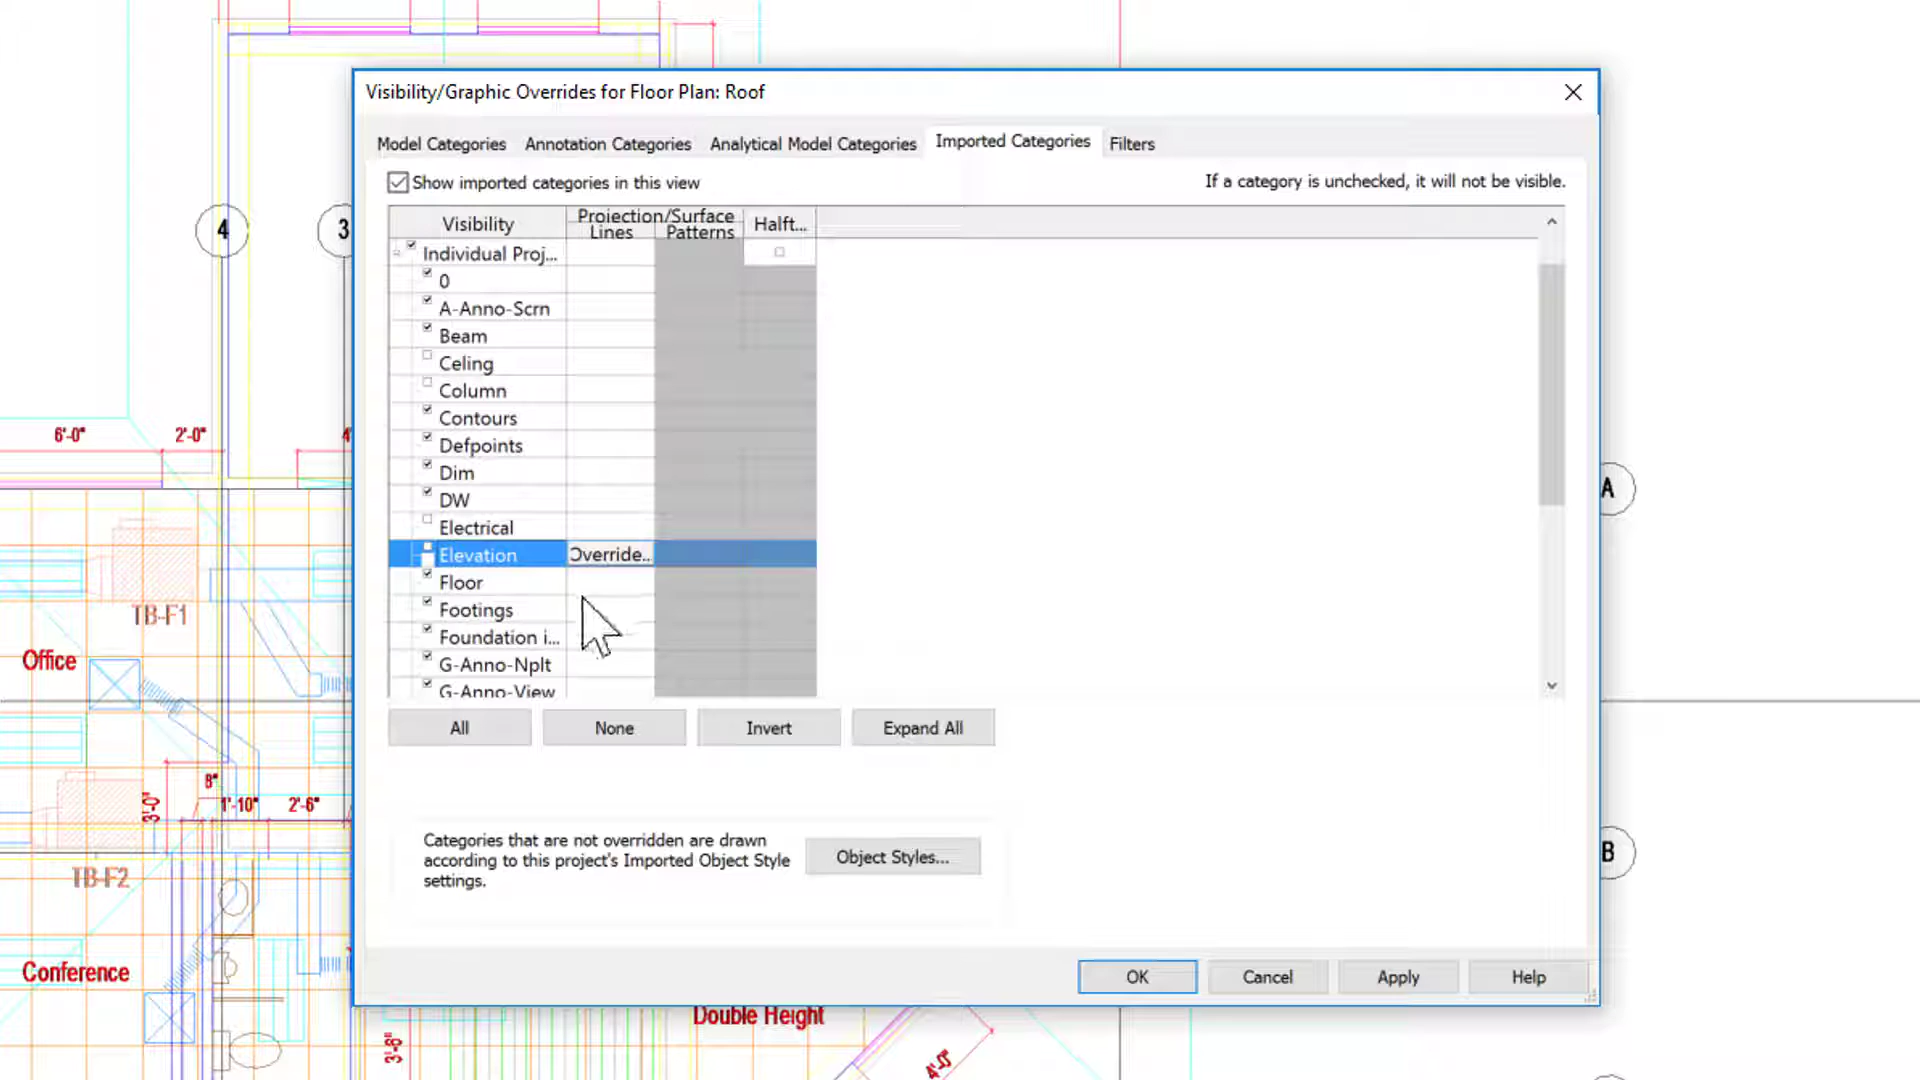 Visibility/Graphic Overrides for Floor Plan: Roof
Model Categories Annotation Categories Analytical Model Categories Imported Categories Filters
Show imported categories in this view
If a category is unchecked, it will not be visible.
Visibility
Projection/Surface
Halft...
Lines Patterns
Individual Proj...
0
A-Anno-Scrn
Beam
Celing
Column
Contours
Defpoints
Dim
DW
Electrical
Elevation Override..
Floor
Footings
Foundation i...
G-Anno-Nplt
G-Anno-View
All None Invert Expand All
Categories that are not overridden are drawn
according to this project's Imported Object Style
settings.
Object Styles...
OK Cancel Apply Help
4
3
6'-0"
2'-0"
4'
TB-F1
Office
8"
3'-0"
1'-10"
2'-6"
TB-F2
Conference
3'-6"
Double Height
4'-0"
A
B